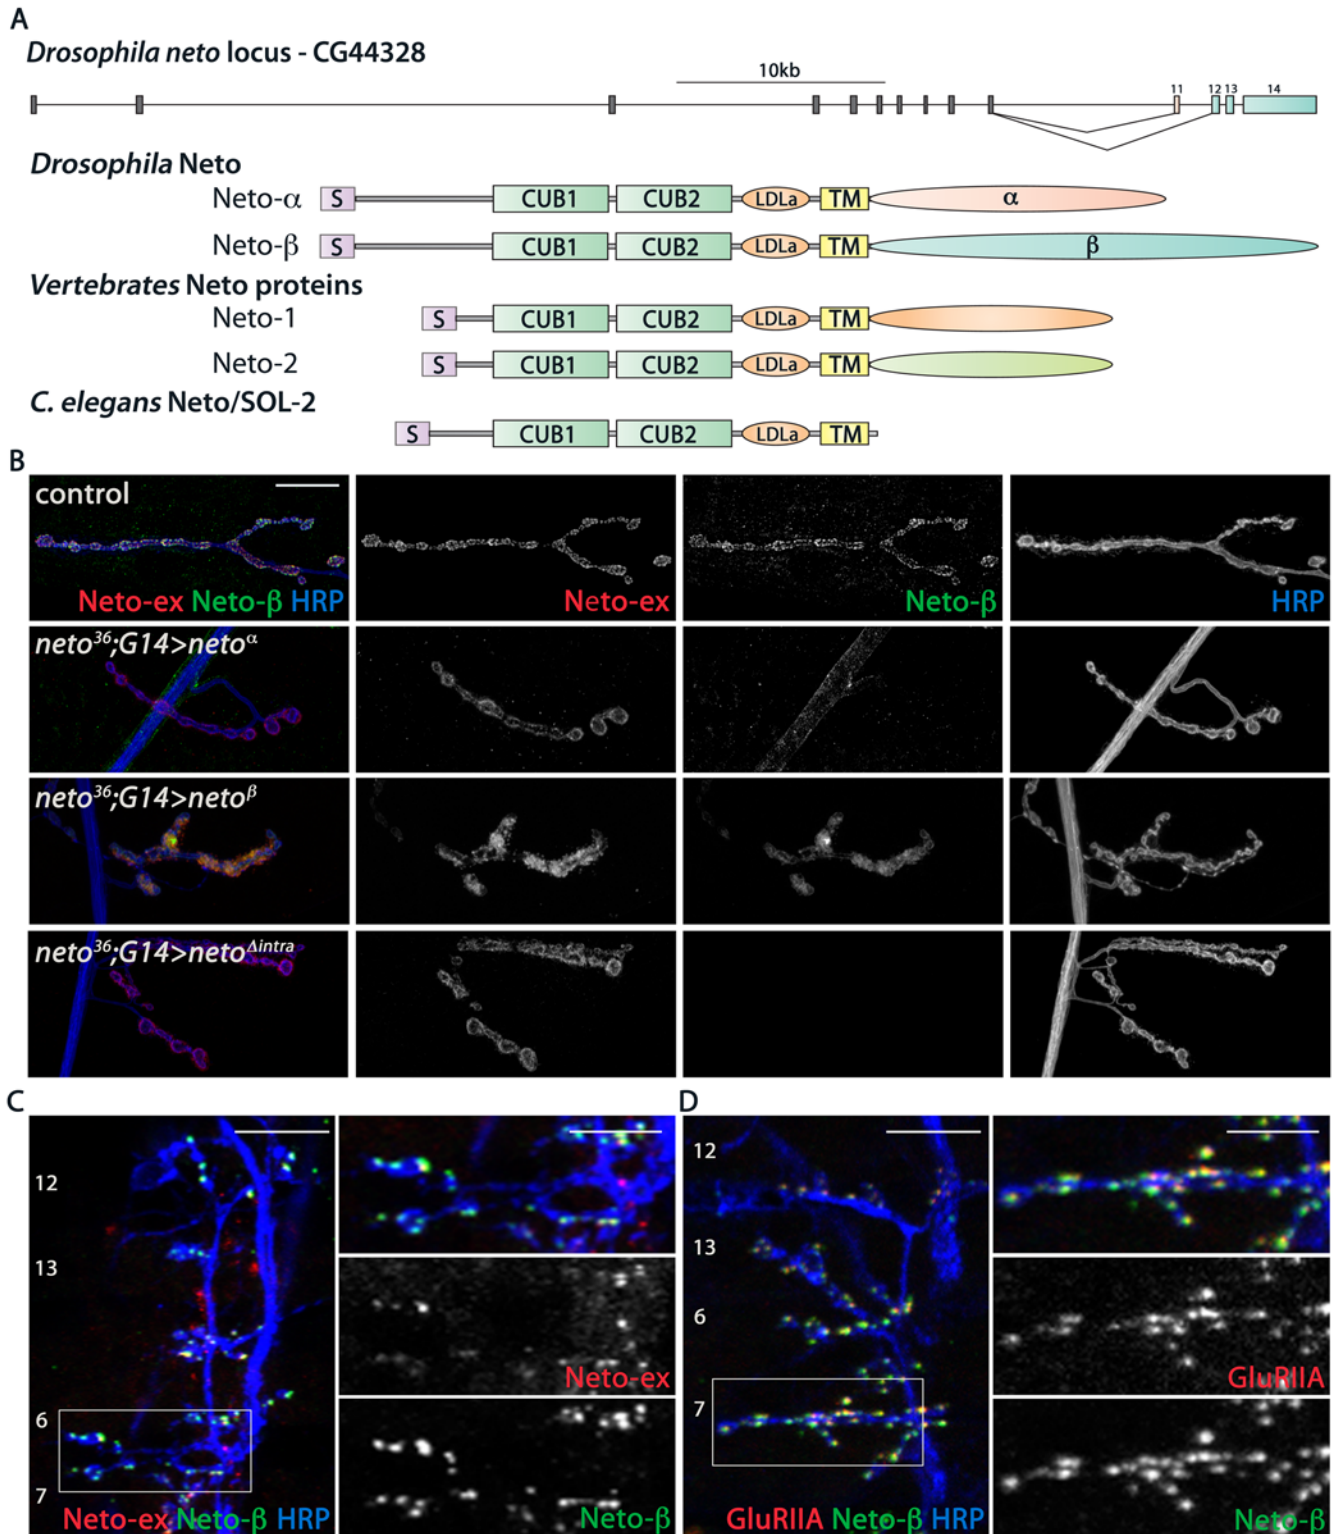 A
Drosophila neto locus - CG44328
10kb
11 12 13 14
Drosophila Neto
Neto-α S CUB1 CUB2 LDLa TM α
Neto-β S CUB1 CUB2 LDLa TM β
Vertebrates Neto proteins
Neto-1 S CUB1 CUB2 LDLa TM
Neto-2 S CUB1 CUB2 LDLa TM
C. elegans Neto/SOL-2
S CUB1 CUB2 LDLa TM
B
control
Neto-ex Neto-β HRP Neto-ex Neto-β HRP
neto³⁶;G14>netoᵅ
neto³⁶;G14>netoᵝ
neto³⁶;G14>neto^Δintra
C
12
13
6
7
Neto-ex Neto-β HRP
Neto-ex
Neto-β
D
12
13
6
7
GluRIIA Neto-β HRP
GluRIIA
Neto-β